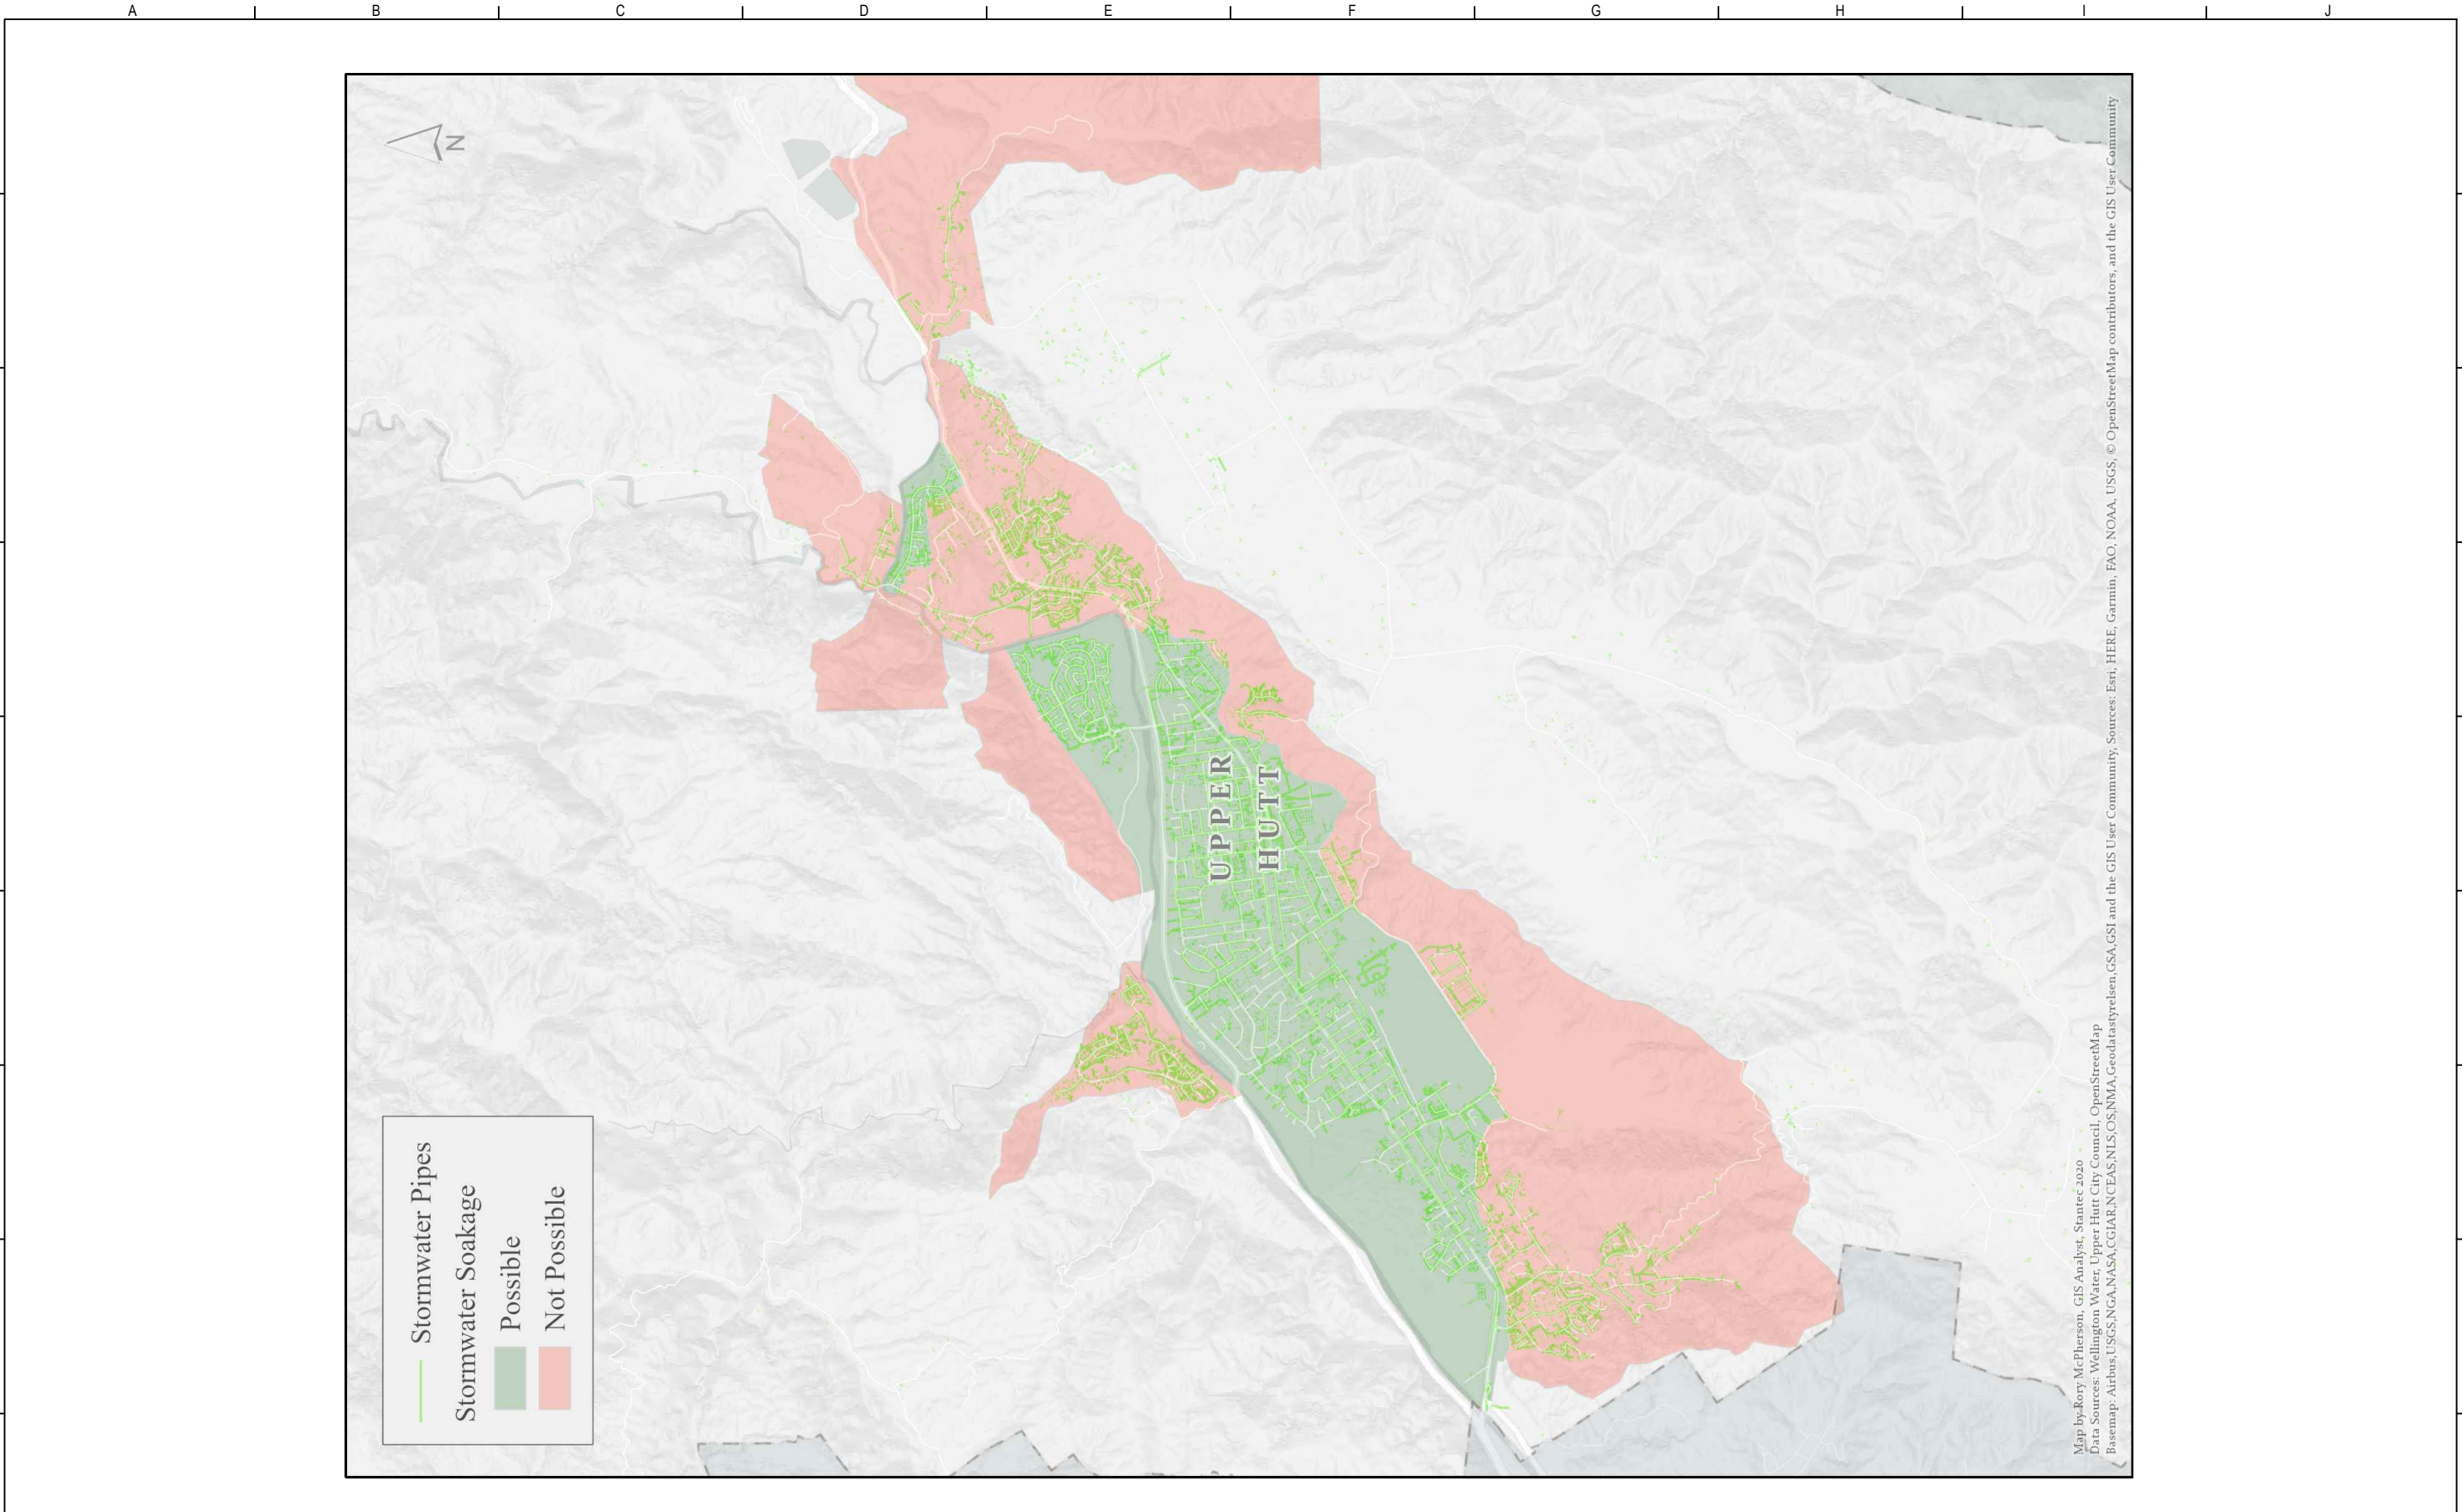 A B C D E F G H I J
N
UPPER
HUTT
Stormwater Pipes
Stormwater Soakage
Possible
Not Possible
Map by Rory McPherson, GIS Analyst, Stantec 2020
Data Sources: Wellington Water, Upper Hutt City Council, OpenStreetMap
Basemap: Airbus,USGS,NGA,NASA,CGIAR,NCEAS,NLS,OS,NMA,Geodatastyrelsen,GSA,GSI and the GIS User Community, Sources: Esri, HERE, Garmin, FAO, NOAA, USGS, © OpenStreetMap contributors, and the GIS User Community